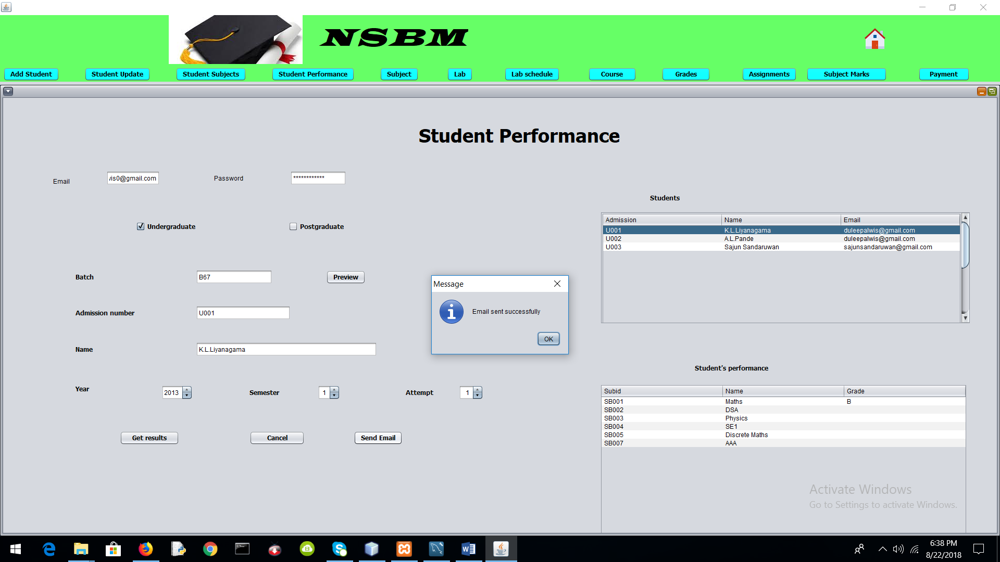 NSBM
Add Student Student Update Student Subjects Student Performance Subject Lab Lab schedule Course Grades Assignments Subject Marks Payment
Student Performance
Email vis0@gmail.com Password ************
Students
Admission Name Email
U001 K.L.Liyanagama duleepalwis@gmail.com
U002 A.L.Pande duleepalwis@gmail.com
U003 Sajun Sandaruwan sajunsandaruwan@gmail.com
Undergraduate Postgraduate
Batch B67 Preview
Message
Email sent successfully
OK
Admission number U001
Name K.L.Liyanagama
Year 2013 Semester 1 Attempt 1
Get results Cancel Send Email
Student's performance
Subid Name Grade
SB001 Maths B
SB002 DSA
SB003 Physics
SB004 SE1
SB005 Discrete Maths
SB007 AAA
Activate Windows
Go to Settings to activate Windows.
6:38 PM
8/22/2018